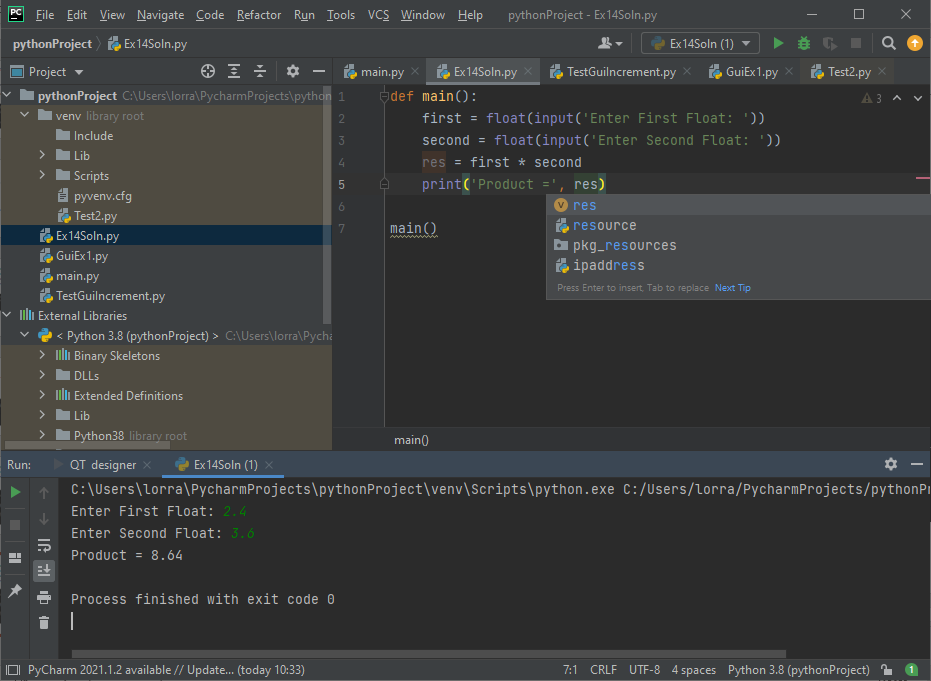 PC File Edit View Navigate Code Refactor Run Tools VCS Window Help pythonProject - Ex14Soln.py
pythonProject Ex14Soln.py Ex14Soln (1)
Project main.py Ex14Soln.py TestGuiIncrement.py GuiEx1.py Test2.py
pythonProject C:\Users\lorra\PycharmProjects\python
venv library root
Include
Lib
Scripts
pyvenv.cfg
Test2.py
Ex14Soln.py
GuiEx1.py
main.py
TestGuiIncrement.py
External Libraries
< Python 3.8 (pythonProject) > C:\Users\lorra\Pycha
Binary Skeletons
DLLs
Extended Definitions
Lib
Python38 library root
1 def main():
3
2 first = float(input('Enter First Float: '))
3 second = float(input('Enter Second Float: '))
4 res = first * second
5 print('Product =', res)
6
7 main()
V res
resource
pkg_resources
ipaddress
Press Enter to insert, Tab to replace Next Tip
main()
Run: QT designer Ex14Soln (1)
C:\Users\lorra\PycharmProjects\pythonProject\venv\Scripts\python.exe C:/Users/lorra/PycharmProjects/pythonPr
Enter First Float: 2.4
Enter Second Float: 3.6
Product = 8.64
Process finished with exit code 0
PyCharm 2021.1.2 available // Update... (today 10:33) 7:1 CRLF UTF-8 4 spaces Python 3.8 (pythonProject) 1